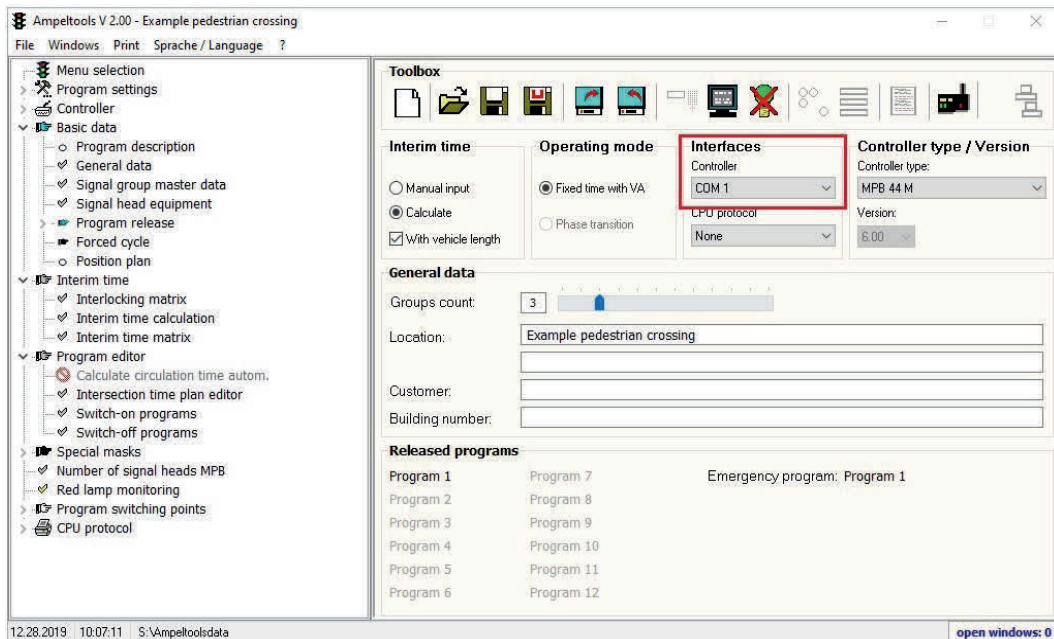 Ampeltools V 2.00 - Example pedestrian crossing
File Windows Print Sprache / Language ?
Menu selection
Program settings
Controller
Basic data
Program description
General data
Signal group master data
Signal head equipment
Program release
Forced cycle
Position plan
Interim time
Interlocking matrix
Interim time calculation
Interim time matrix
Program editor
Calculate circulation time autom.
Intersection time plan editor
Switch-on programs
Switch-off programs
Special masks
Number of signal heads MPB
Red lamp monitoring
Program switching points
CPU protocol
Toolbox
Interim time
Manual input
Calculate
With vehicle length
Operating mode
Fixed time with VA
Phase transition
Interfaces
Controller
COM 1
CPU protocol
None
Controller type / Version
Controller type:
MPB 44 M
Version:
6.00
General data
Groups count: 3
Location: Example pedestrian crossing
Customer:
Building number:
Released programs
Program 1 Program 7 Emergency program: Program 1
Program 2 Program 8
Program 3 Program 9
Program 4 Program 10
Program 5 Program 11
Program 6 Program 12
12.28.2019 10:07:11 S:\Ampeltoolsdata open windows: 0